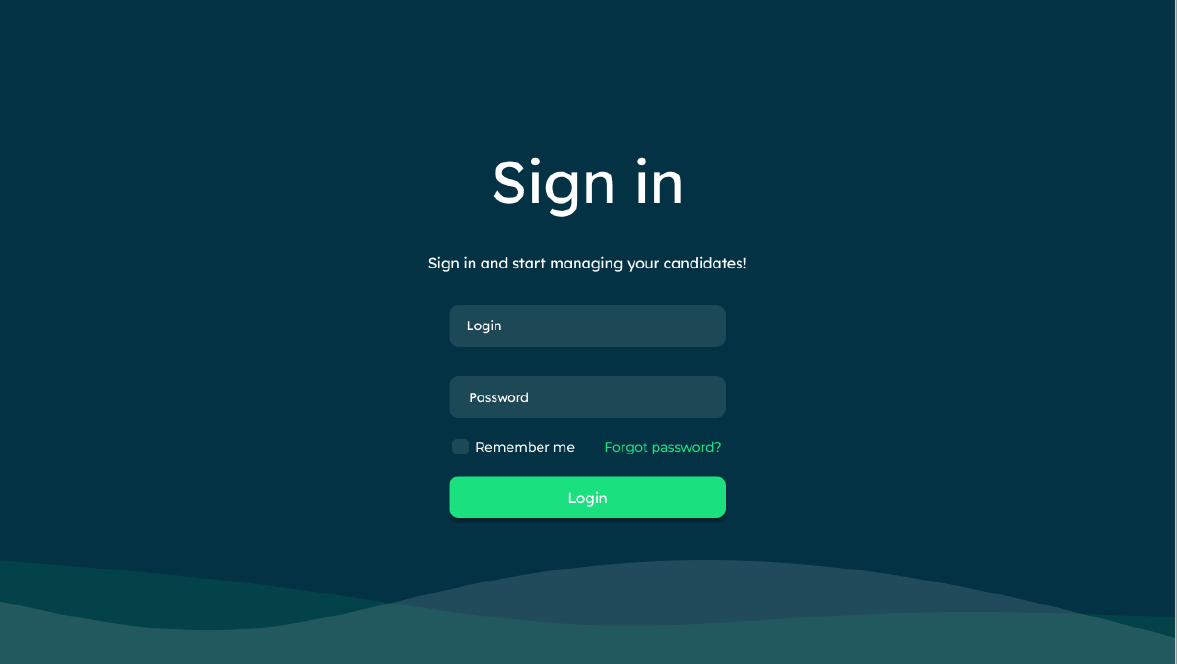 Sign in
Sign in and start managing your candidates!
Login
Password
Remember me Forgot password?
Login